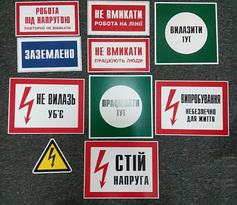 РОБОТА
ПІД НАПРУГОЮ
ПОВТОРНО НЕ ВМИКАТИ
НЕ ВМИКАТИ
РОБОТА НА ЛІНІЇ
ВИЛАЗИТИ
ТУТ
ЗАЗЕМЛЕНО
НЕ ВМИКАТИ
ПРАЦЮЮТЬ ЛЮДИ
НЕ ВИЛАЗЬ
УБ'Є
ПРАЦЮВАТИ
ТУТ
ВИПРОБУВАННЯ
НЕБЕЗПЕЧНО
ДЛЯ ЖИТТЯ
СТІЙ
НАПРУГА